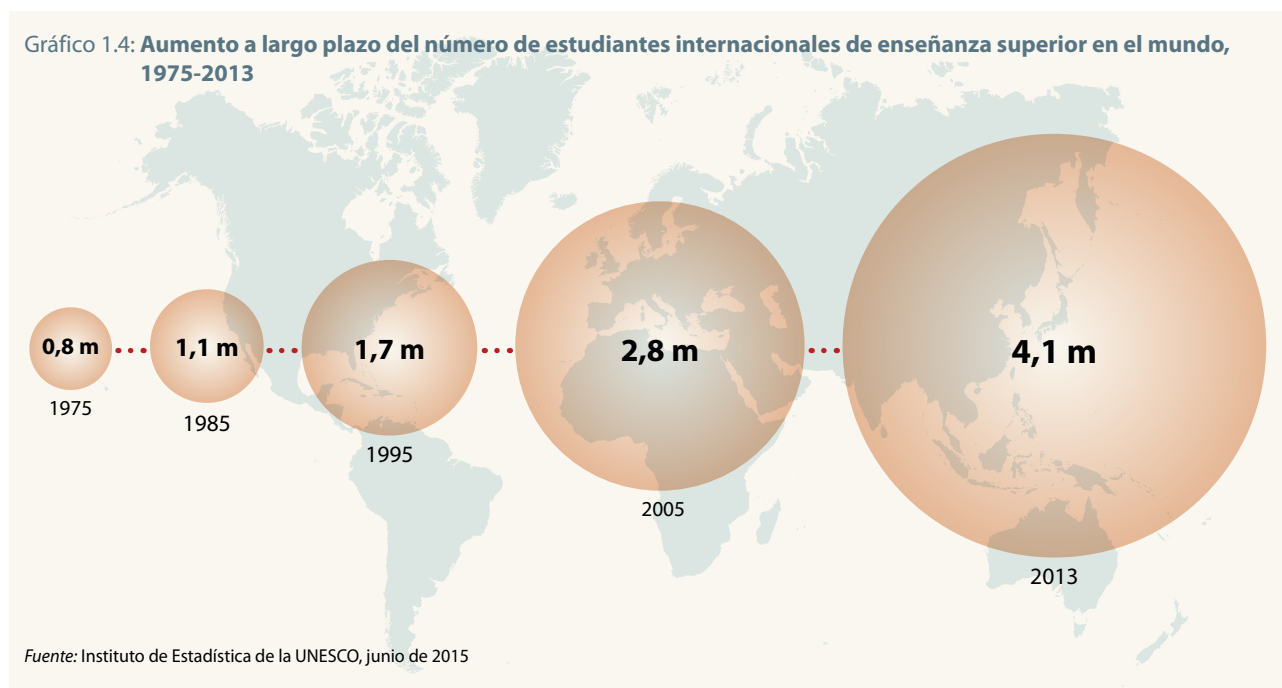 Gráfico 1.4: Aumento a largo plazo del número de estudiantes internacionales de enseñanza superior en el mundo,
1975-2013
0,8 m
1975
1,1 m
1985
1,7 m
1995
2,8 m
2005
4,1 m
2013
Fuente: Instituto de Estadística de la UNESCO, junio de 2015